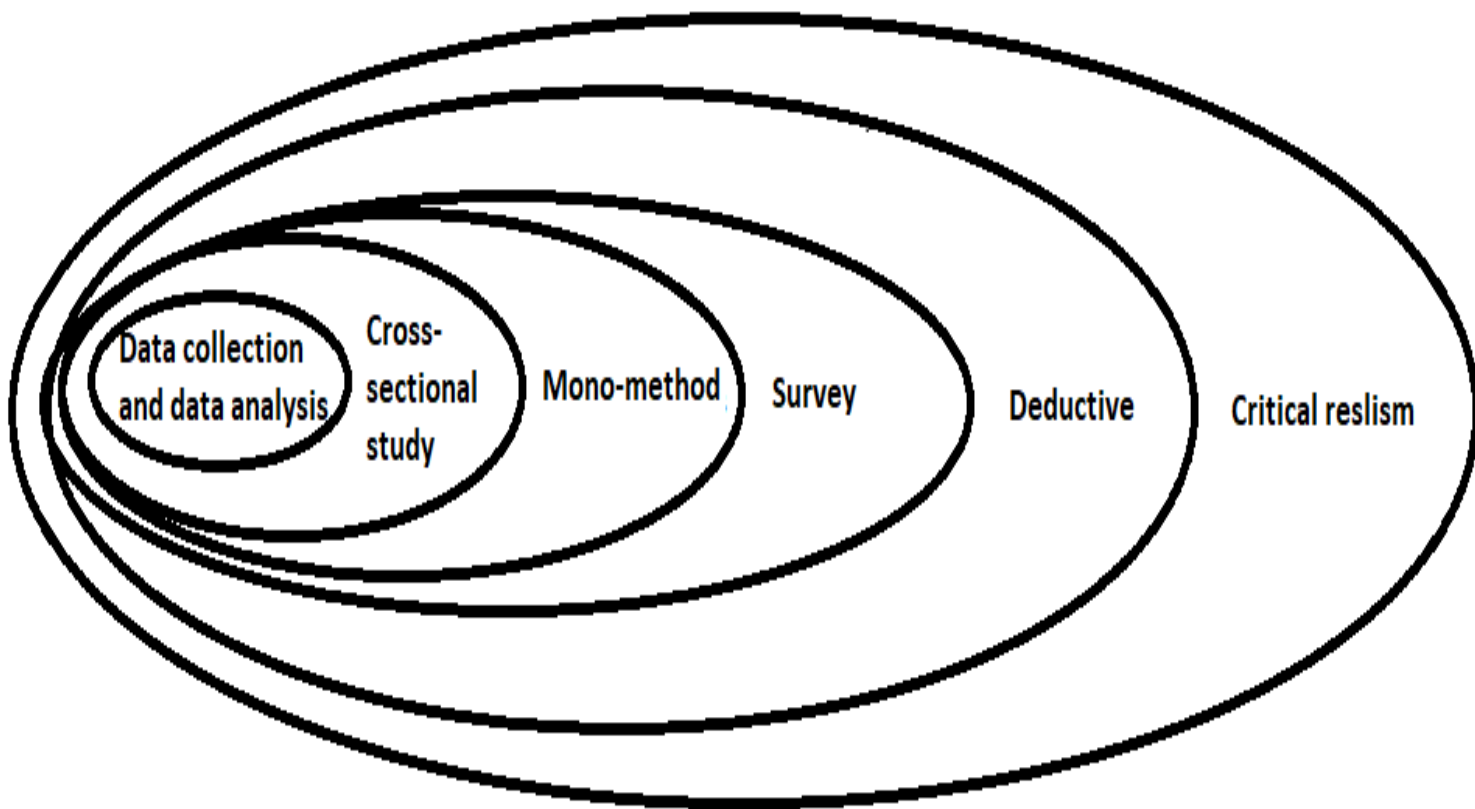 Data collection
and data analysis
Cross-
sectional
study
Mono-method
Survey
Deductive
Critical reslism